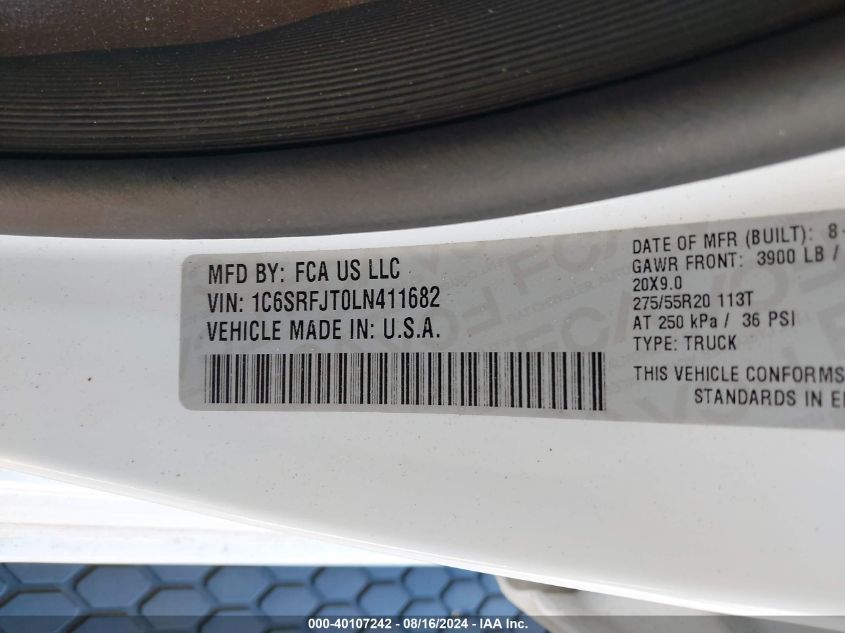 MFD BY: FCA US LLC
VIN: 1C6SRFJT0LN411682
VEHICLE MADE IN: U.S.A.
DATE OF MFR (BUILT): 8-
GAWR FRONT: 3900 LB /
20X9.0
275/55R20 113T
AT 250 kPa / 36 PSI
TYPE: TRUCK
THIS VEHICLE CONFORMS
STANDARDS IN
000-40107242 - 08/16/2024 - IAA Inc.